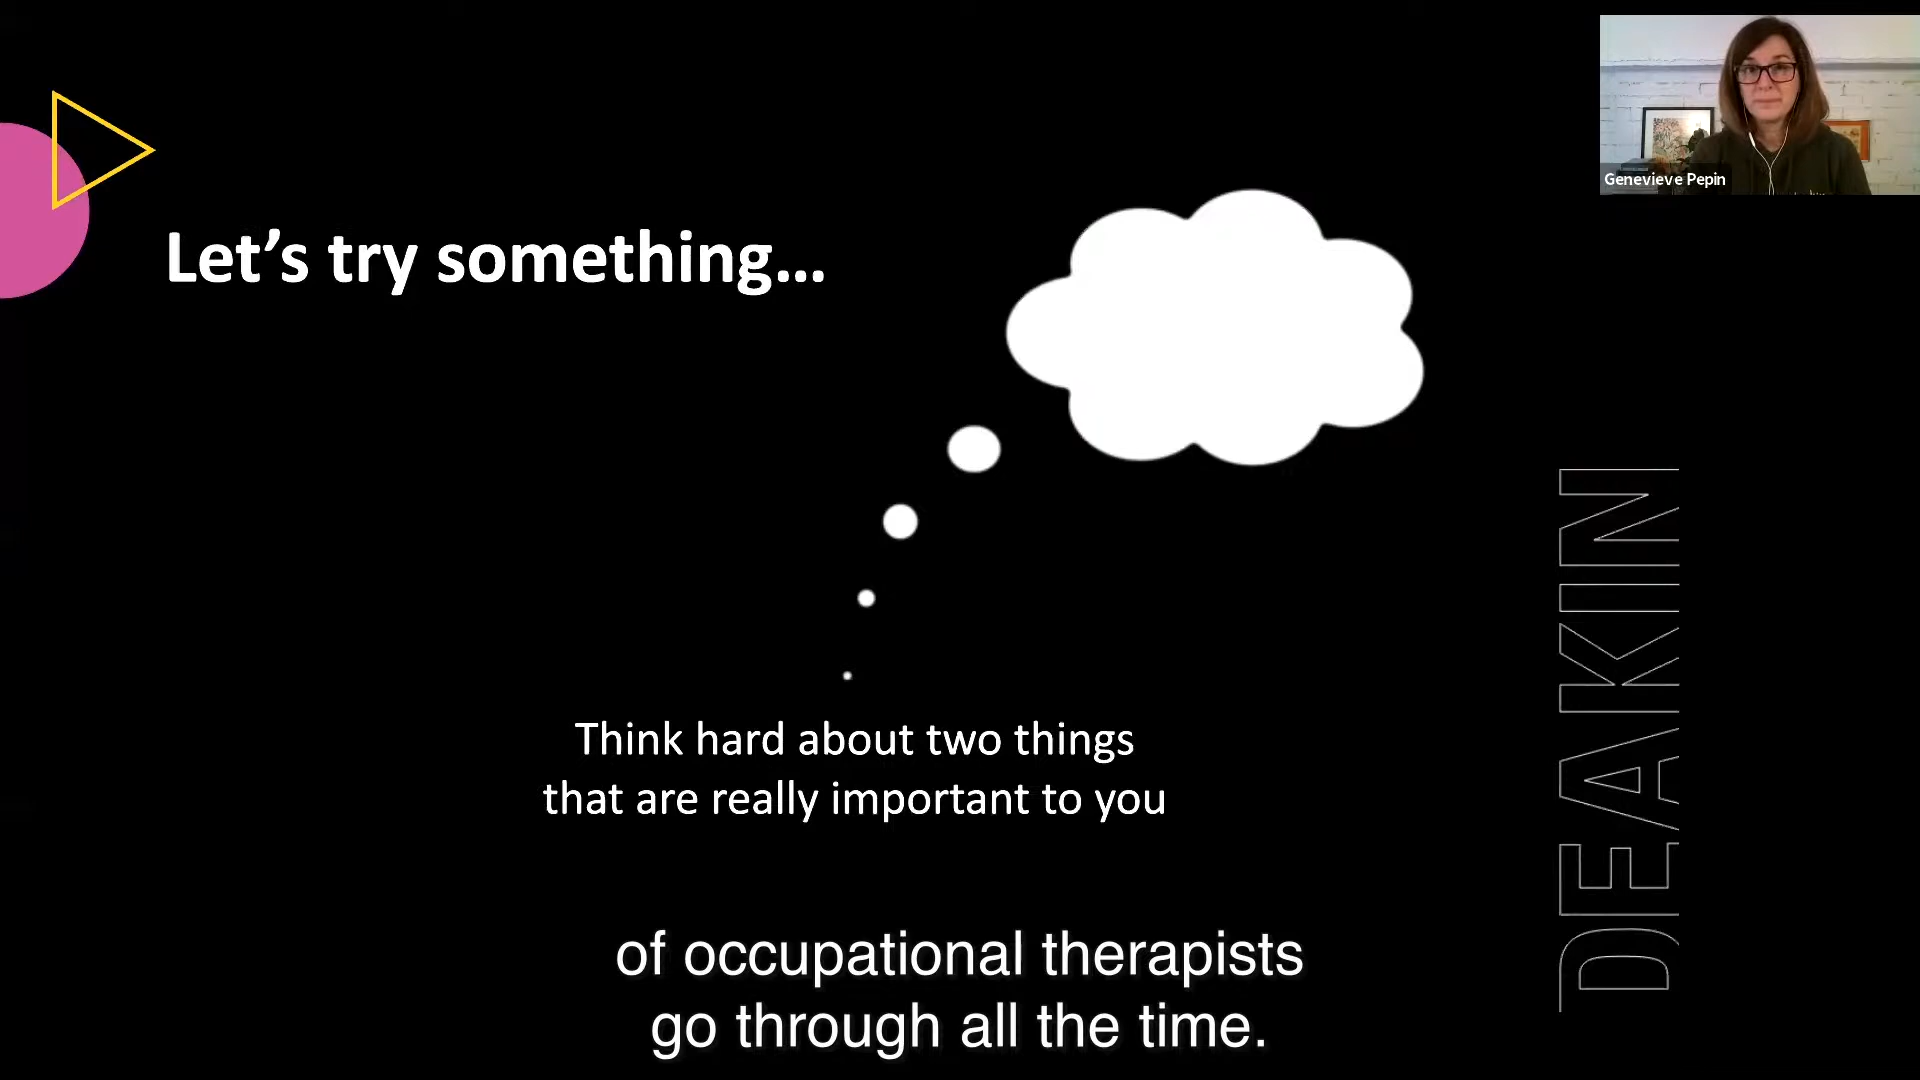 Genevieve Pepin
Let’s try something...
Think hard about two things
that are really important to you
DEAKIN
of occupational therapists
go through all the time.